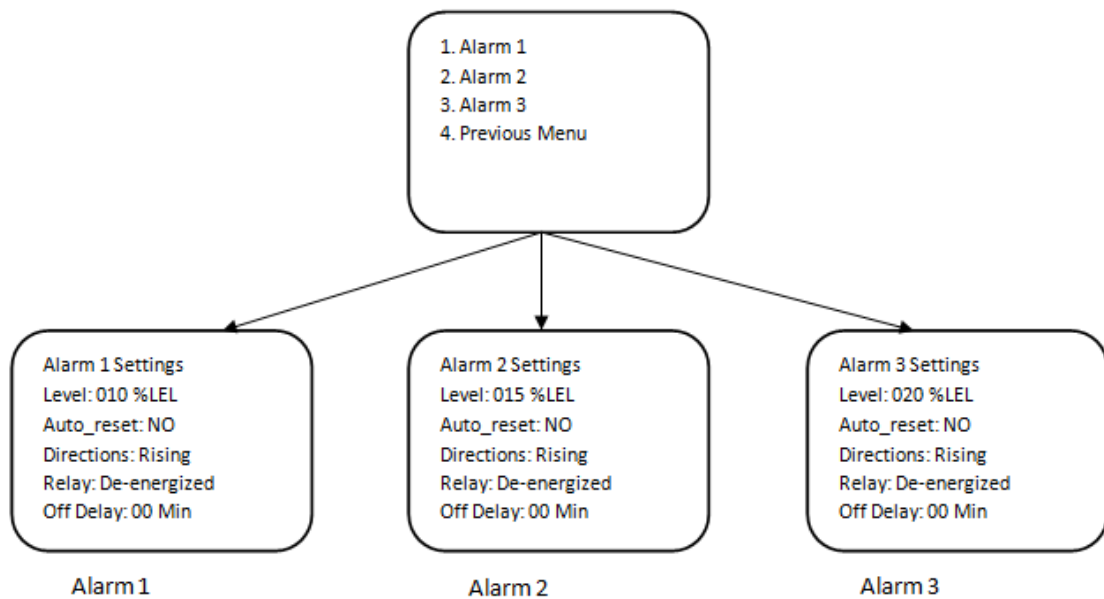 1. Alarm 1
2. Alarm 2
3. Alarm 3
4. Previous Menu
Alarm 1 Settings
Level: 010 %LEL
Auto_reset: NO
Directions: Rising
Relay: De-energized
Off Delay: 00 Min
Alarm 1
Alarm 2 Settings
Level: 015 %LEL
Auto_reset: NO
Directions: Rising
Relay: De-energized
Off Delay: 00 Min
Alarm 2
Alarm 3 Settings
Level: 020 %LEL
Auto_reset: NO
Directions: Rising
Relay: De-energized
Off Delay: 00 Min
Alarm 3